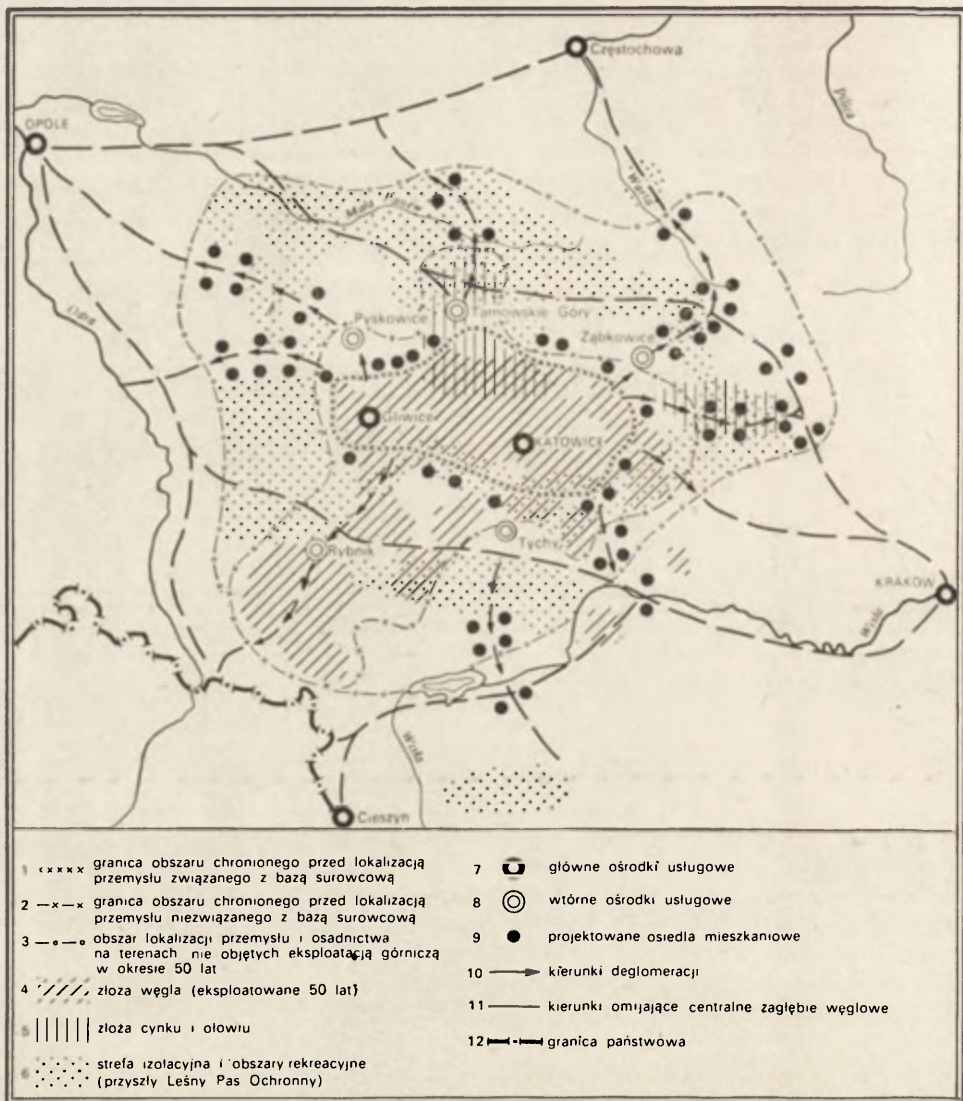 Częstochowa
Pilica
OPOLE
Warta
Mała Panew
Odra
Pyskowice
Tarnowskie Góry
Ząbkowice
Gliwice
KATOWICE
Rybnik
Tychy
KRAKÓW
Wisła
Wisła
Cieszyn
1 granica obszaru chronionego przed lokalizacją
przemysłu związanego z bazą surowcową
2 granica obszaru chronionego przed lokalizacją
przemysłu niezwiązanego z bazą surowcową
3 obszar lokalizacji przemysłu i osadnictwa
na terenach nie objętych eksploatacją górniczą
w okresie 50 lat
4 złoża węgla (eksploatowane 50 lat)
5 złoża cynku i ołowiu
6 strefa izolacyjna i obszary rekreacyjne
(przyszły Leśny Pas Ochronny)
7 główne ośrodki usługowe
8 wtórne ośrodki usługowe
9 projektowane osiedla mieszkaniowe
10 kierunki deglomeracji
11 kierunki omijające centralne zagłębie węglowe
12 granica państwowa